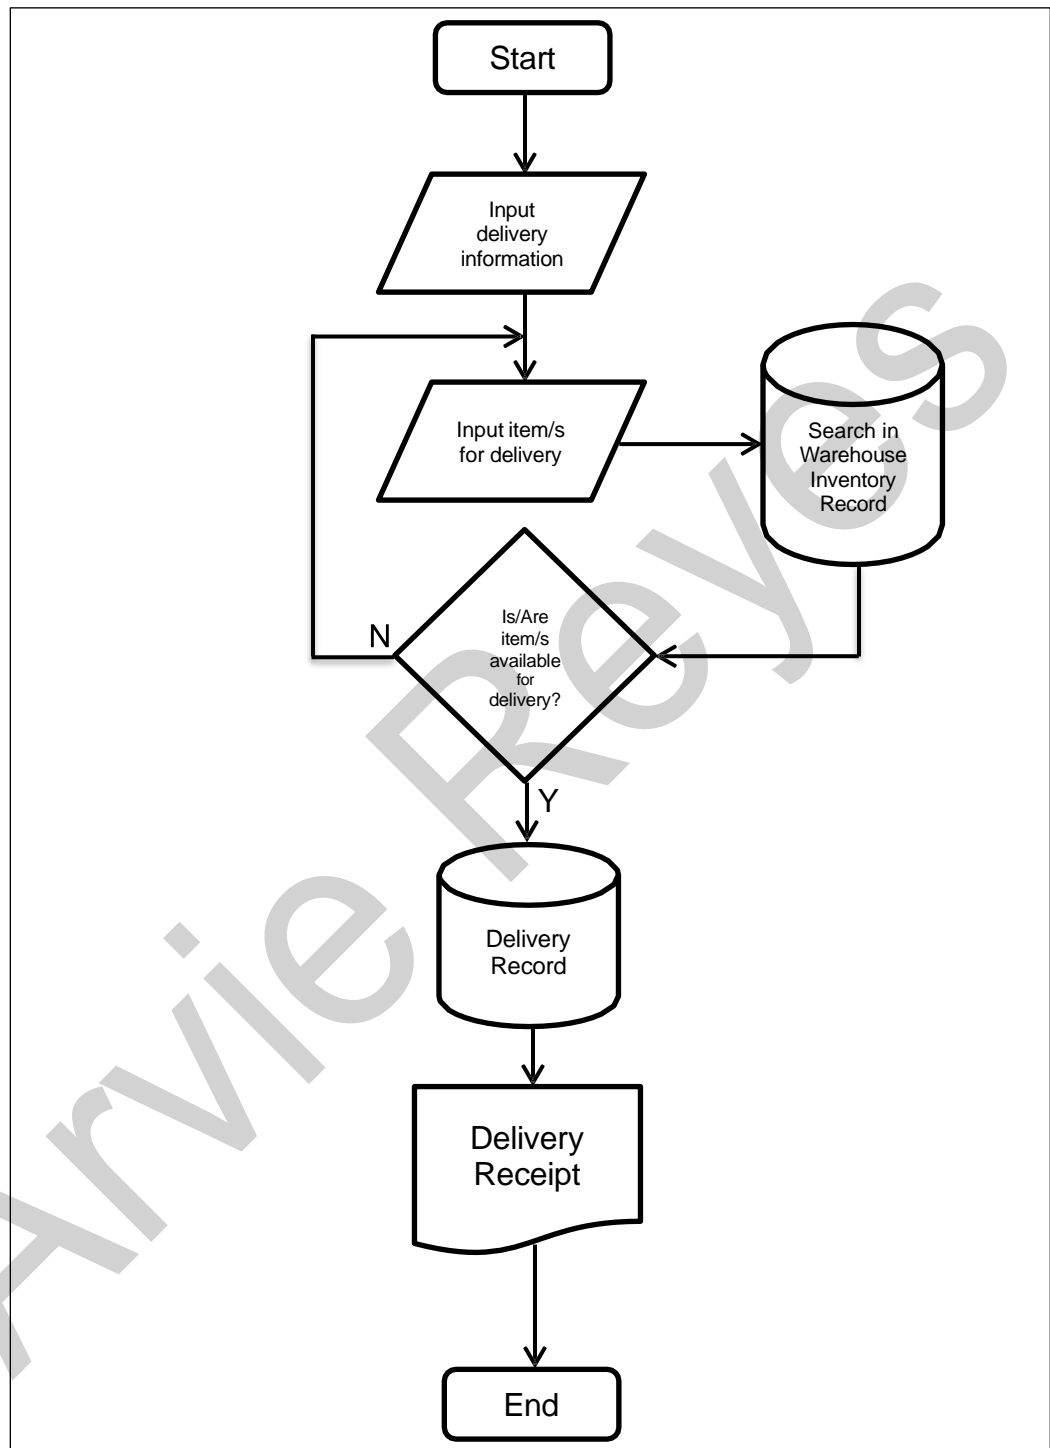 Start
Input
delivery
information
Input item/s
for delivery
Search in
Warehouse
Inventory
Record
Is/Are
item/s
available
for
delivery?
N
Y
Delivery
Record
Delivery
Receipt
End
Arvie Reyes